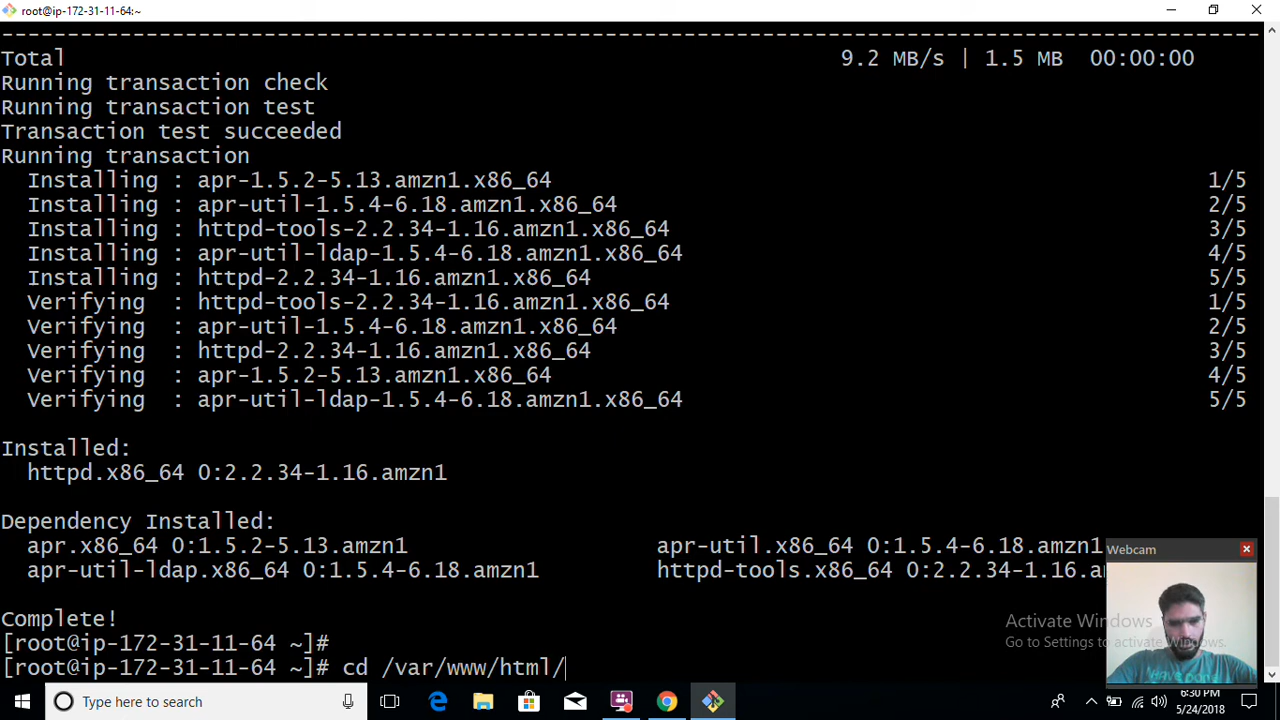 root@ip-172-31-11-64:~
--------------------------------------------------------------------------------
Total 9.2 MB/s | 1.5 MB 00:00:00
Running transaction check
Running transaction test
Transaction test succeeded
Running transaction
Installing : apr-1.5.2-5.13.amzn1.x86_64 1/5
Installing : apr-util-1.5.4-6.18.amzn1.x86_64 2/5
Installing : httpd-tools-2.2.34-1.16.amzn1.x86_64 3/5
Installing : apr-util-ldap-1.5.4-6.18.amzn1.x86_64 4/5
Installing : httpd-2.2.34-1.16.amzn1.x86_64 5/5
Verifying : httpd-tools-2.2.34-1.16.amzn1.x86_64 1/5
Verifying : apr-util-1.5.4-6.18.amzn1.x86_64 2/5
Verifying : httpd-2.2.34-1.16.amzn1.x86_64 3/5
Verifying : apr-1.5.2-5.13.amzn1.x86_64 4/5
Verifying : apr-util-ldap-1.5.4-6.18.amzn1.x86_64 5/5
Installed:
httpd.x86_64 0:2.2.34-1.16.amzn1
Dependency Installed:
apr.x86_64 0:1.5.2-5.13.amzn1 apr-util.x86_64 0:1.5.4-6.18.amzn1
apr-util-ldap.x86_64 0:1.5.4-6.18.amzn1 httpd-tools.x86_64 0:2.2.34-1.16.a
Complete!
[root@ip-172-31-11-64 ~]#
[root@ip-172-31-11-64 ~]# cd /var/www/html/
Webcam
Activate Windows
Go to Settings to activate Windows.
Type here to search
6:30 PM
5/24/2018